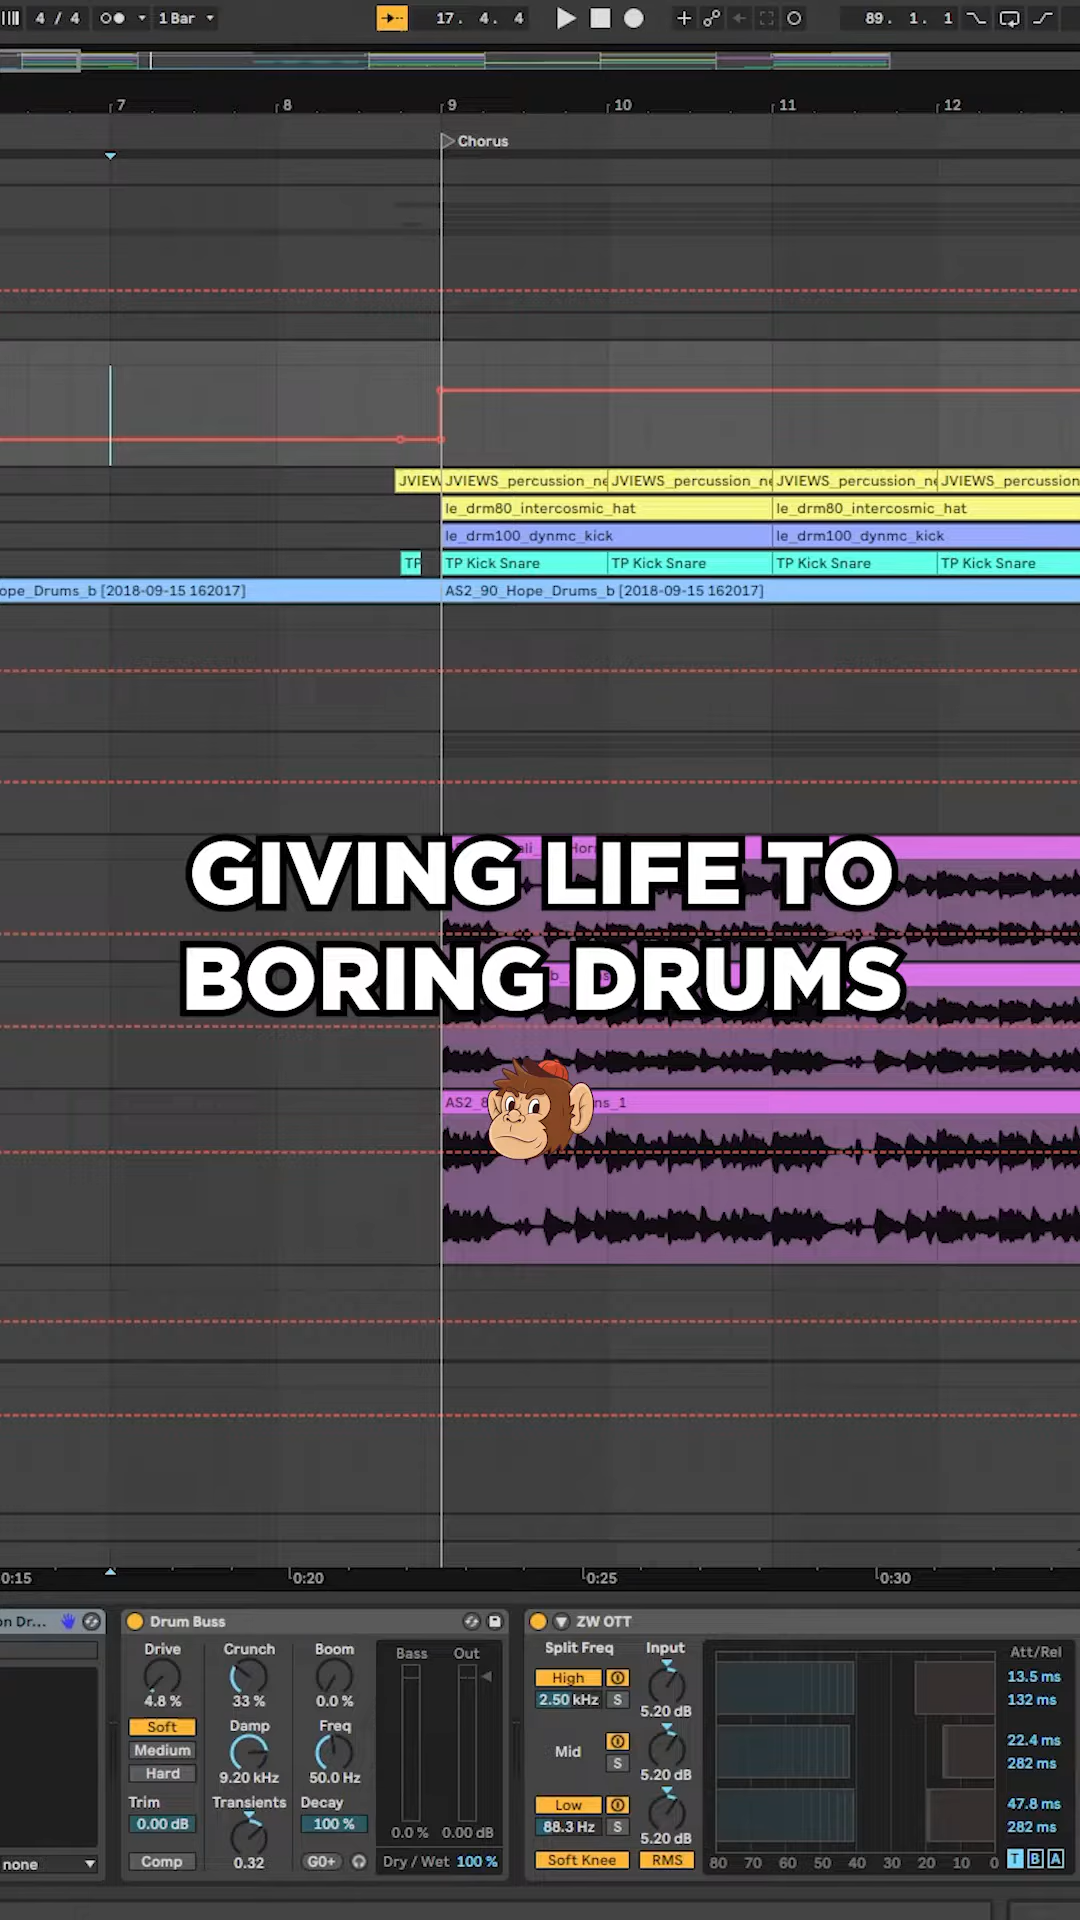 4 / 4
1 Bar
17. 4. 4
89. 1. 1
7
8
9
10
11
12
Chorus
JVIEW
JVIEWS_percussion_ne
JVIEWS_percussion_ne
JVIEWS_percussion_ne
JVIEWS_percussion
le_drm80_intercosmic_hat
le_drm80_intercosmic_hat
le_drm100_dynmc_kick
le_drm100_dynmc_kick
TP
TP Kick Snare
TP Kick Snare
TP Kick Snare
TP Kick Snare
ope_Drums_b [2018-09-15 162017]
AS2_90_Hope_Drums_b [2018-09-15 162017]
GIVING LIFE TO
BORING DRUMS
AS2_8
ns_1
0:15
0:20
0:25
0:30
on Dr...
none
Drum Buss
Drive
Crunch
Boom
4.8 %
33 %
0.0 %
Soft
Medium
Hard
Damp
Freq
9.20 kHz
50.0 Hz
Trim
Transients
Decay
0.00 dB
0.32
100 %
Comp
Bass
Out
0.0 %
0.00 dB
Dry / Wet 100 %
ZW OTT
Split Freq
Input
High
2.50 kHz
S
5.20 dB
Mid
S
5.20 dB
Low
88.3 Hz
S
5.20 dB
Soft Knee
RMS
80 70 60 50 40 30 20 10 0
Att/Rel
13.5 ms
132 ms
22.4 ms
282 ms
47.8 ms
282 ms
T B A